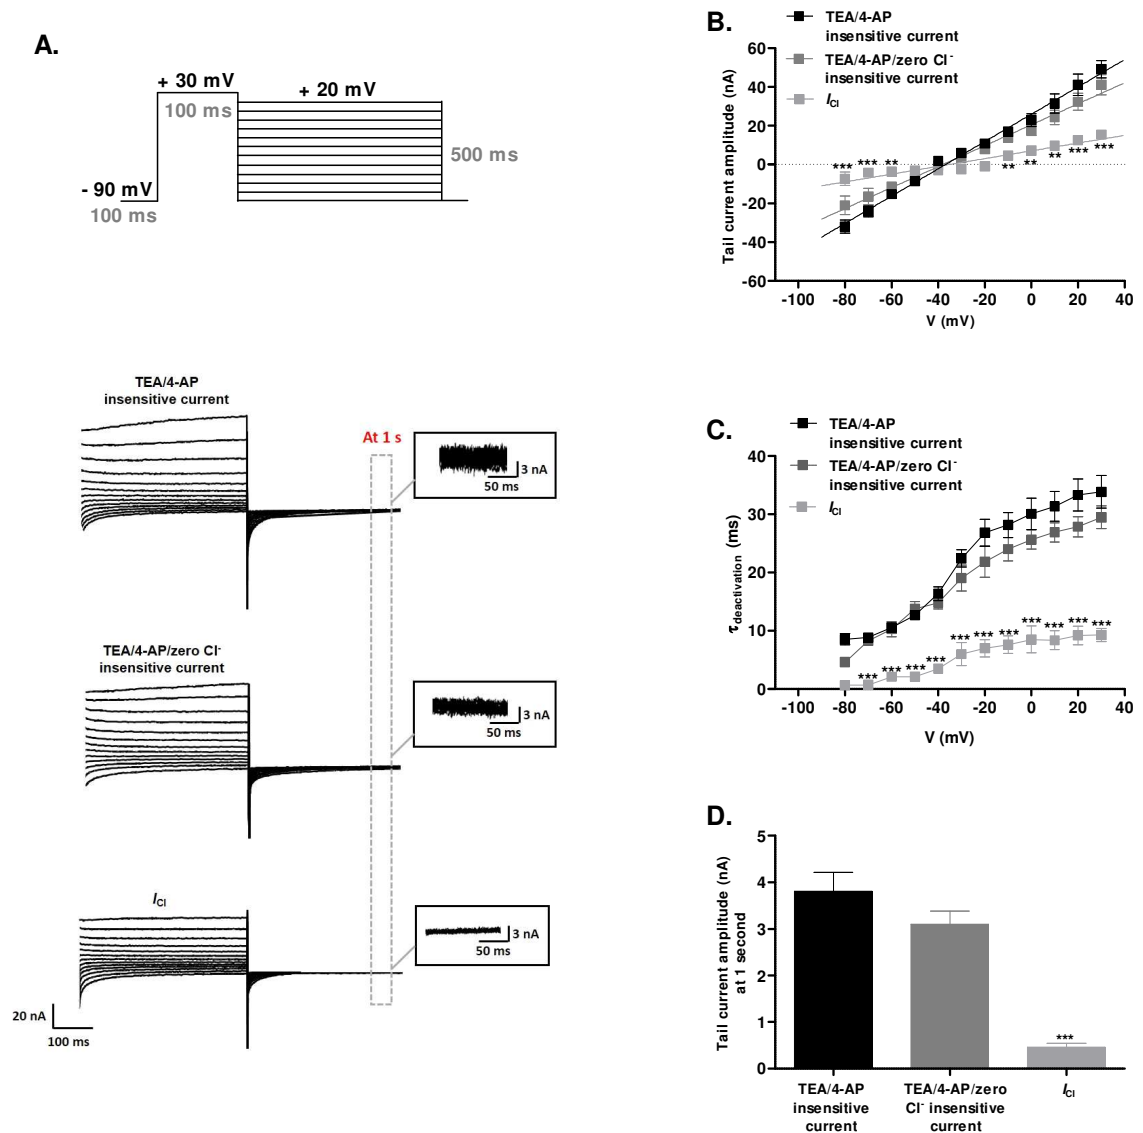 A.
+ 30 mV
+ 20 mV
100 ms
500 ms
- 90 mV
100 ms
TEA/4-AP
insensitive current
At 1 s
3 nA
50 ms
TEA/4-AP/zero Cl-
insensitive current
3 nA
50 ms
ICl
3 nA
50 ms
20 nA
100 ms
B.
TEA/4-AP
insensitive current
TEA/4-AP/zero Cl-
insensitive current
ICl
Tail current amplitude (nA)
60
40
20
0
-20
-40
-60
*** *** ** ** ** ** *** ***
-100 -80 -60 -40 -20 0 20 40
V (mV)
C.
TEA/4-AP
insensitive current
TEA/4-AP/zero Cl-
insensitive current
ICl
τdeactivation (ms)
40
30
20
10
0
*** *** *** *** *** *** *** *** *** *** ***
-100 -80 -60 -40 -20 0 20 40
V (mV)
D.
Tail current amplitude (nA)
at 1 second
5
4
3
2
1
0
***
TEA/4-AP
insensitive
current
TEA/4-AP/zero
Cl- insensitive
current
ICl